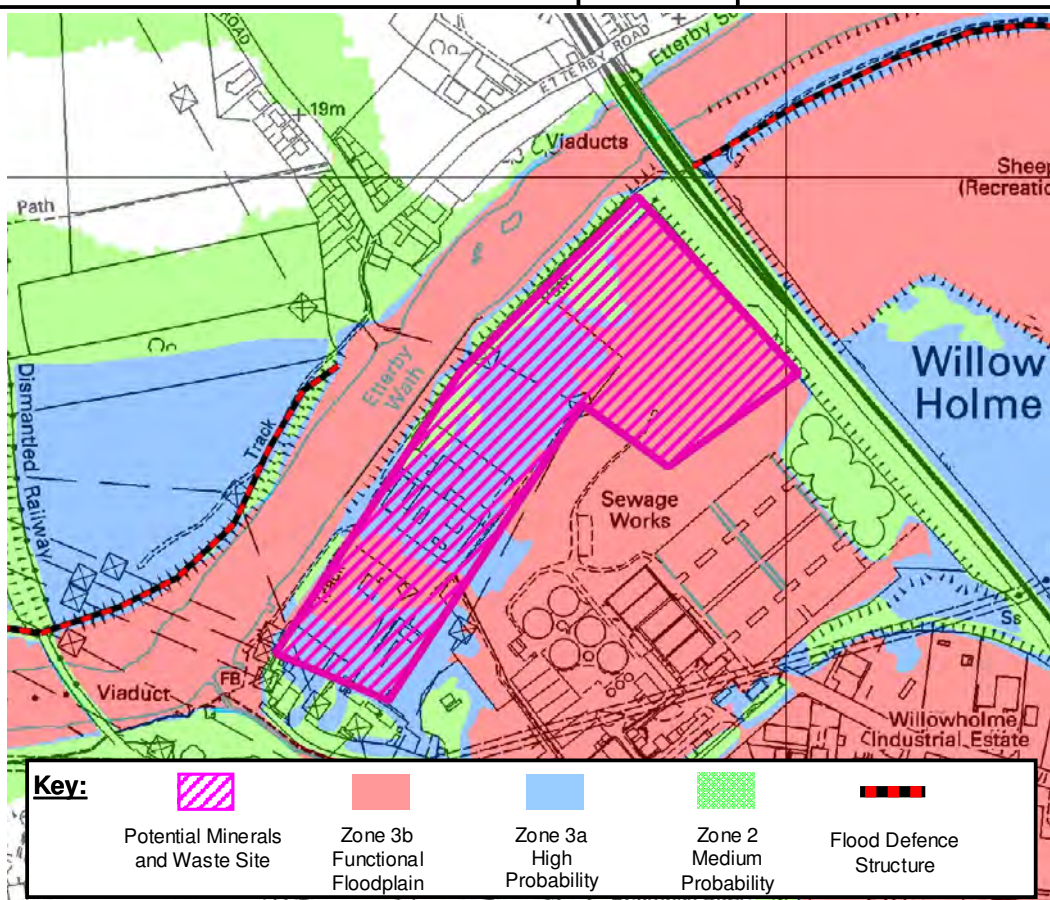 ROAD
ETTERBY ROAD
Etterby
19m
Viaducts
Sheep
(Recreatio
Path
Path
Willow
Holme
Etterby
Wath
Dismantled Railway
Track
Sewage
Works
Track
Ss
FB
Viaduct
Willowholme
Industrial Estate
Key:
Potential Minerals
and Waste Site
Zone 3b
Functional
Floodplain
Zone 3a
High
Probability
Zone 2
Medium
Probability
Flood Defence
Structure